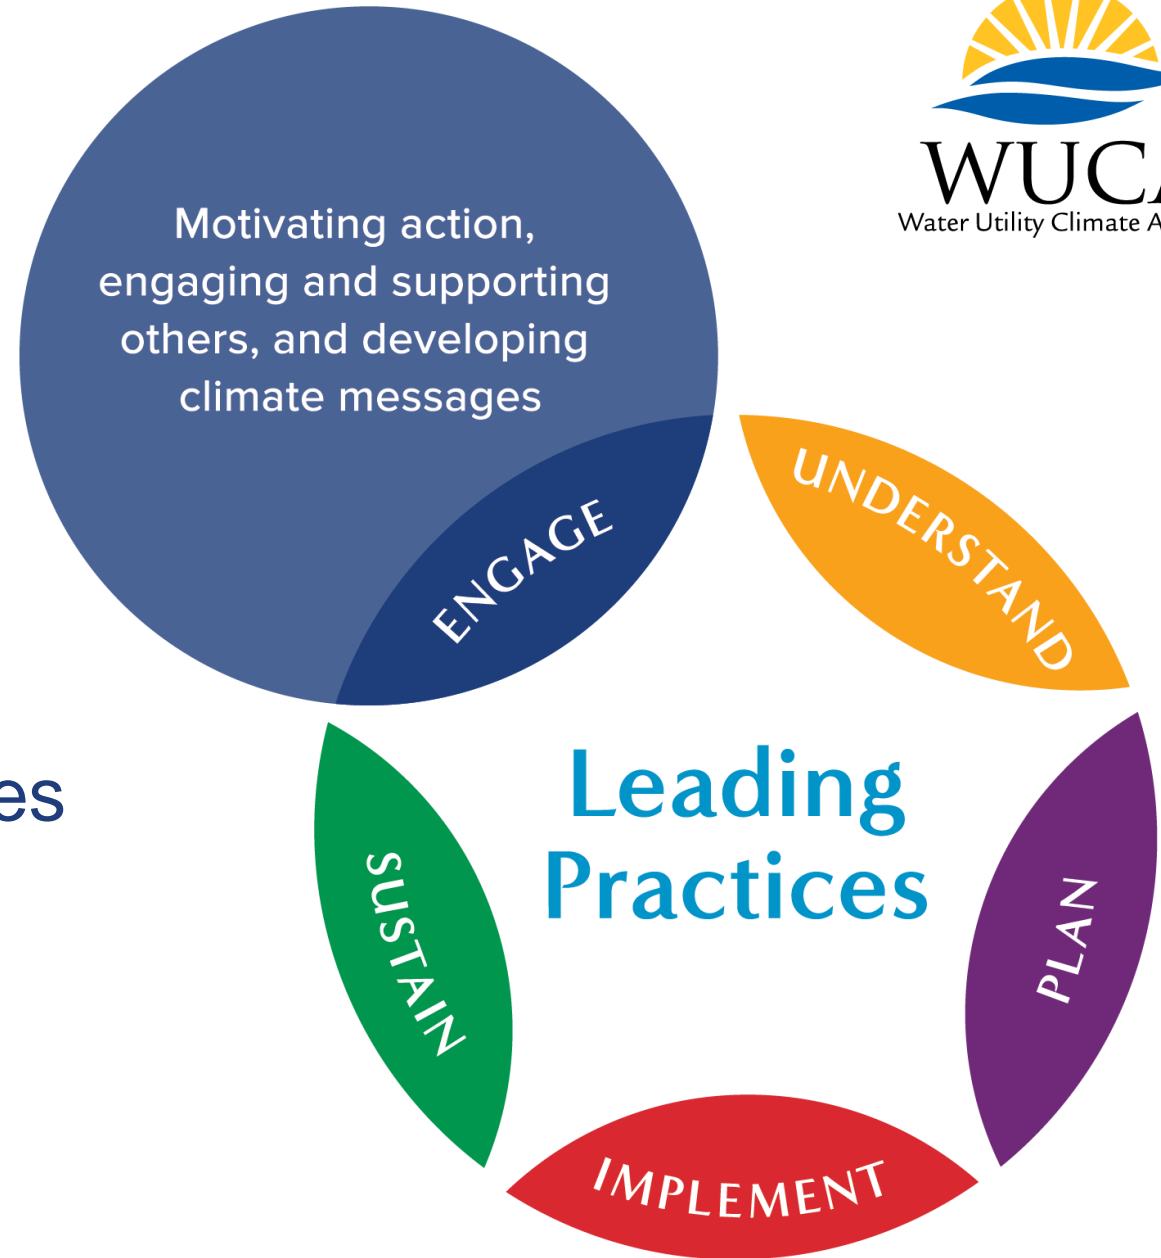 WUCA
Water Utility Climate A
Motivating action,
engaging and supporting
others, and developing
climate messages
ENGAGE
UNDERSTAND
es
Leading
Practices
SUSTAIN
PLAN
IMPLEMENT